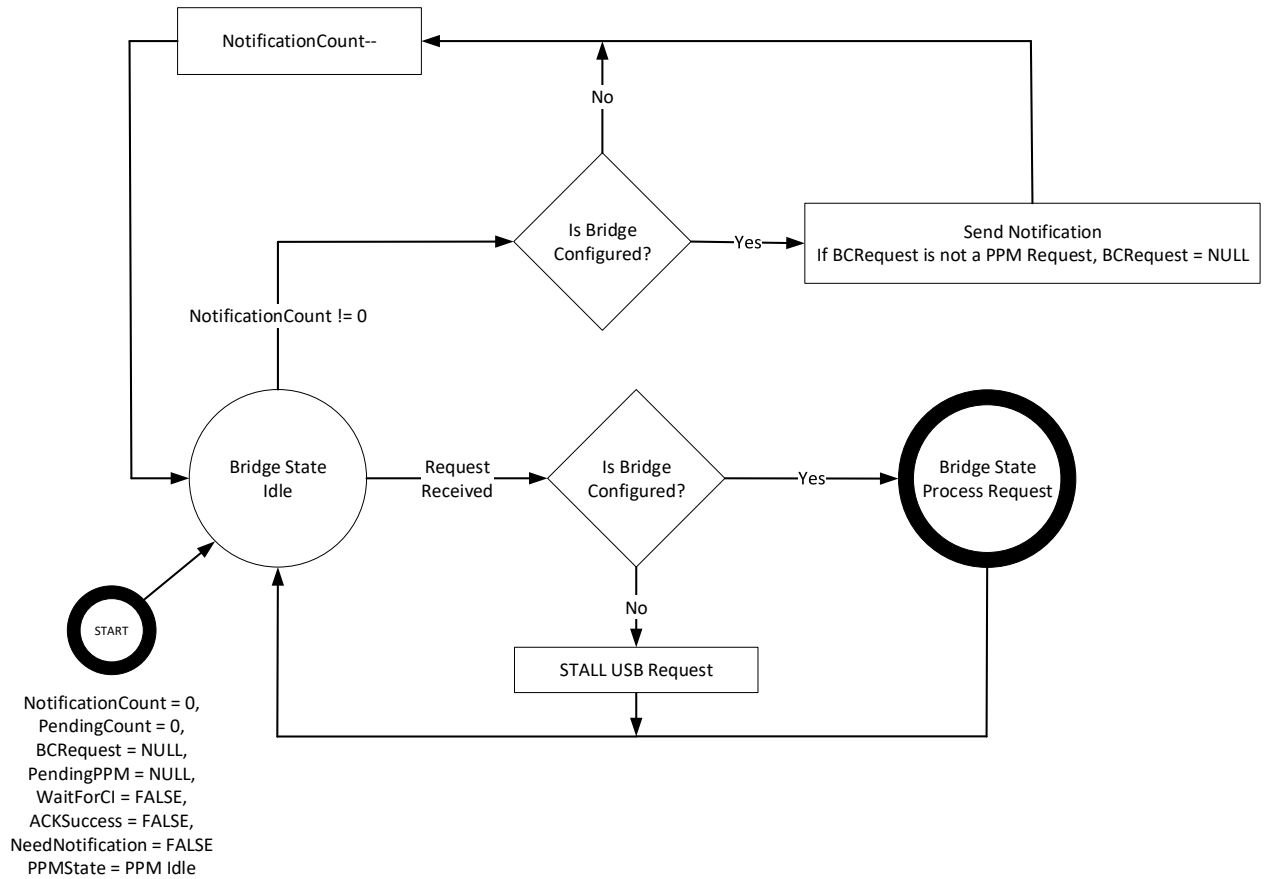 NotificationCount--
No
Is Bridge
Configured?
Yes
Send Notification
If BCRequest is not a PPM Request, BCRequest = NULL
NotificationCount != 0
Bridge State
Idle
Request
Received
Is Bridge
Configured?
Yes
Bridge State
Process Request
No
STALL USB Request
START
NotificationCount = 0,
PendingCount = 0,
BCRequest = NULL,
PendingPPM = NULL,
WaitForCI = FALSE,
ACKSuccess = FALSE,
NeedNotification = FALSE
PPMState = PPM Idle